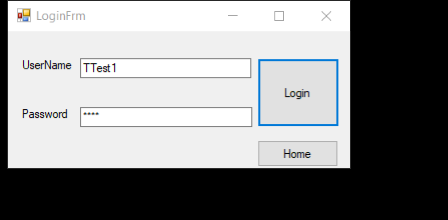 LoginFrm
UserName TTest1
Login
Password ****
Home